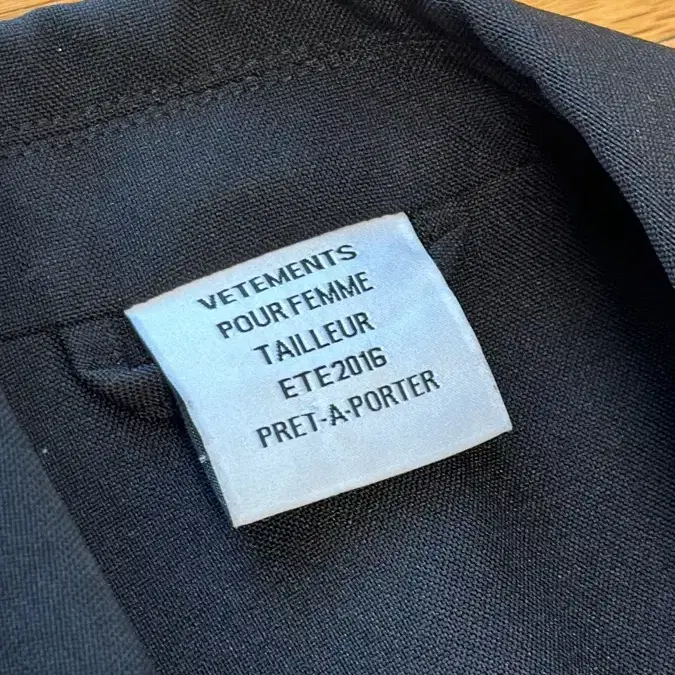 VETEMENTS
POUR FEMME
TAILLEUR
ETE2016
PRET-A-PORTER